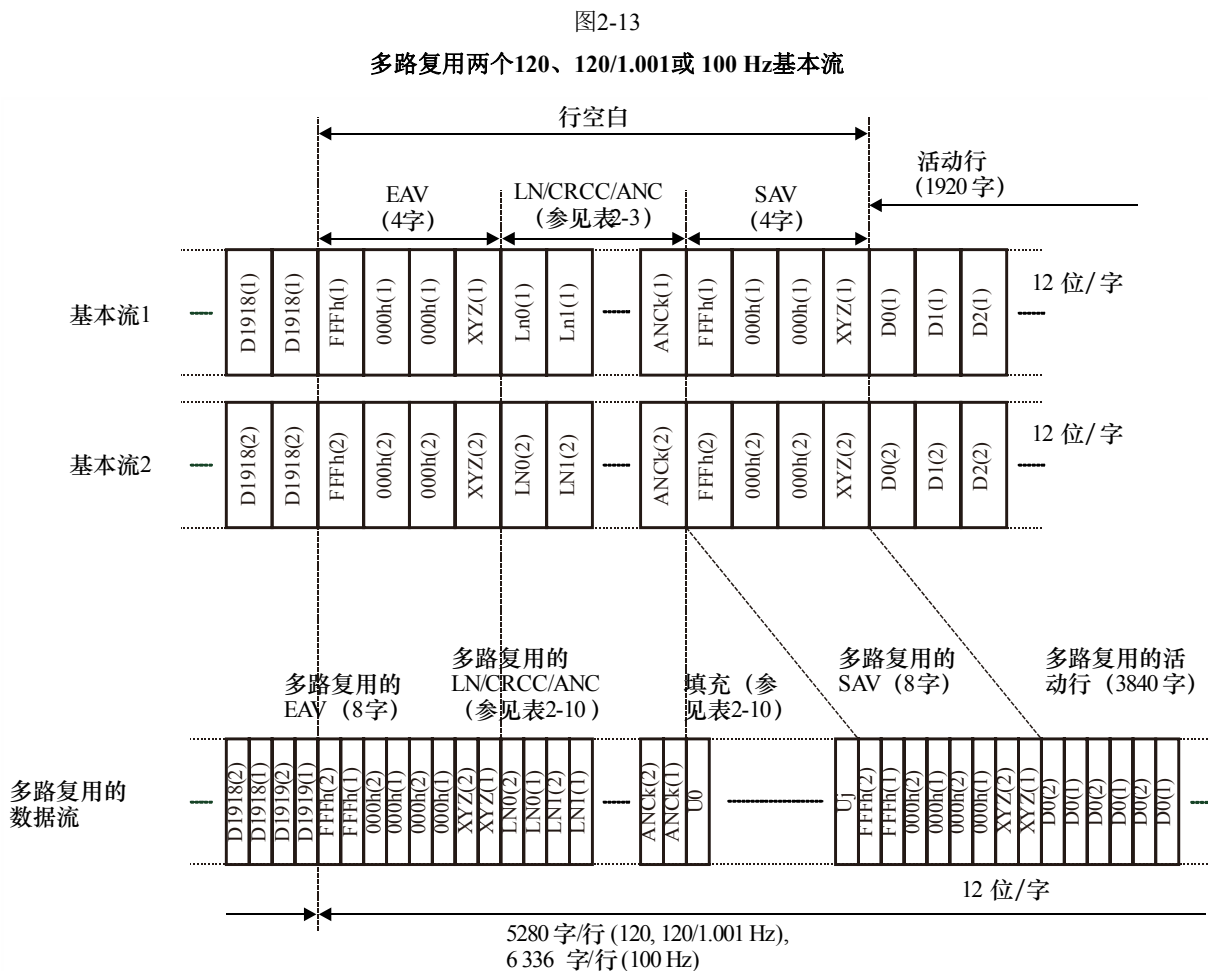 图2-13
多路复用两个120、120/1.001或 100 Hz基本流
行空白
活动行
（1920 字）
EAV
（4字）
LN/CRCC/ANC
（参见表2-3）
SAV
（4字）
基本流1
D1918(1)
D1918(1)
FFFh(1)
000h(1)
000h(1)
XYZ(1)
Ln0(1)
Ln1(1)
ANCk(1)
FFFh(1)
000h(1)
000h(1)
XYZ(1)
D0(1)
D1(1)
D2(1)
12 位/字
基本流2
D1918(2)
D1918(2)
FFFh(2)
000h(2)
000h(2)
XYZ(2)
LN0(2)
LN1(2)
ANCk(2)
FFFh(2)
000h(2)
000h(2)
XYZ(2)
D0(2)
D1(2)
D2(2)
12 位/字
多路复用的
EAV（8字）
多路复用的
LN/CRCC/ANC
（参见表2-10 ）
填充（参
见表2-10）
多路复用的
SAV（8字）
多路复用的活
动行（3840 字）
多路复用的
数据流
D1918(2)
D1918(1)
D1919(2)
D1919(1)
FFFh(2)
FFFh(1)
000h(2)
000h(1)
000h(2)
000h(1)
XYZ(2)
XYZ(1)
LN0(2)
LN0(1)
LN1(2)
LN1(1)
ANCk(2)
ANCk(1)
U0
Uj
FFFh(2)
FFFh(1)
000h(2)
000h(1)
000h(2)
000h(1)
XYZ(2)
XYZ(1)
D0(2)
D0(1)
D0(2)
D0(1)
D0(2)
D0(1)
12 位/字
5280 字/行 (120, 120/1.001 Hz),
6 336 字/行 (100 Hz)